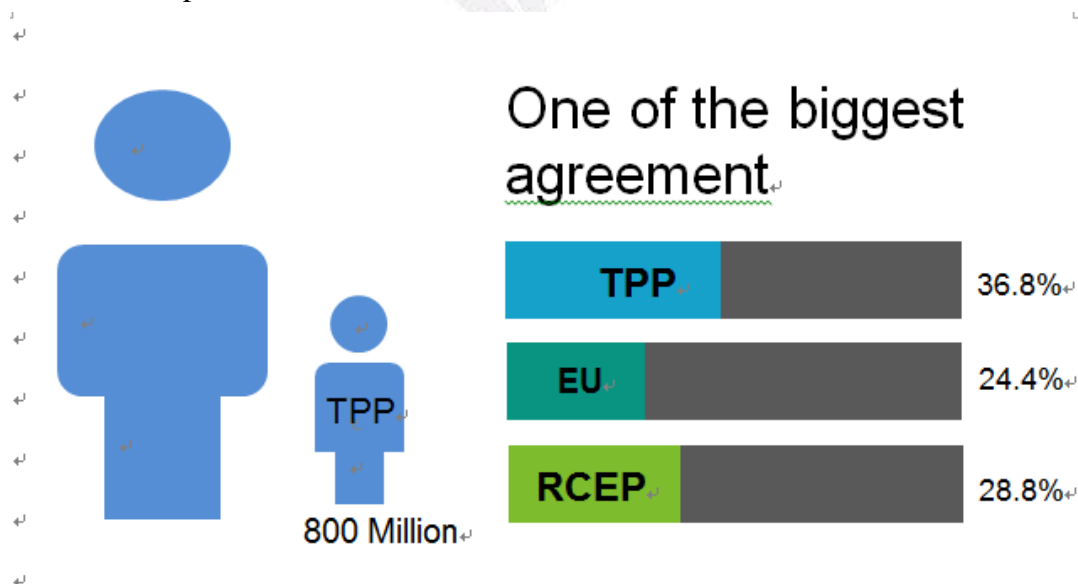 One of the biggest
agreement
TPP
36.8%
EU
24.4%
TPP
RCEP
28.8%
800 Million